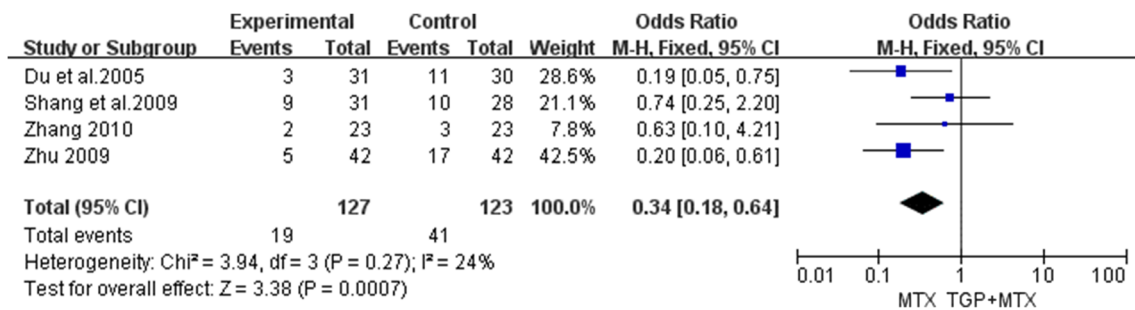 Experimental Control Odds Ratio Odds Ratio
Study or Subgroup Events Total Events Total Weight M-H, Fixed, 95% CI M-H, Fixed, 95% CI
Du et al.2005 3 31 11 30 28.6% 0.19 [0.05, 0.75]
Shang et al.2009 9 31 10 28 21.1% 0.74 [0.25, 2.20]
Zhang 2010 2 23 3 23 7.8% 0.63 [0.10, 4.21]
Zhu 2009 5 42 17 42 42.5% 0.20 [0.06, 0.61]
Total (95% CI) 127 123 100.0% 0.34 [0.18, 0.64]
Total events 19 41
Heterogeneity: Chi² = 3.94, df = 3 (P = 0.27); I² = 24%
Test for overall effect: Z = 3.38 (P = 0.0007)
0.01 0.1 1 10 100
MTX TGP+MTX